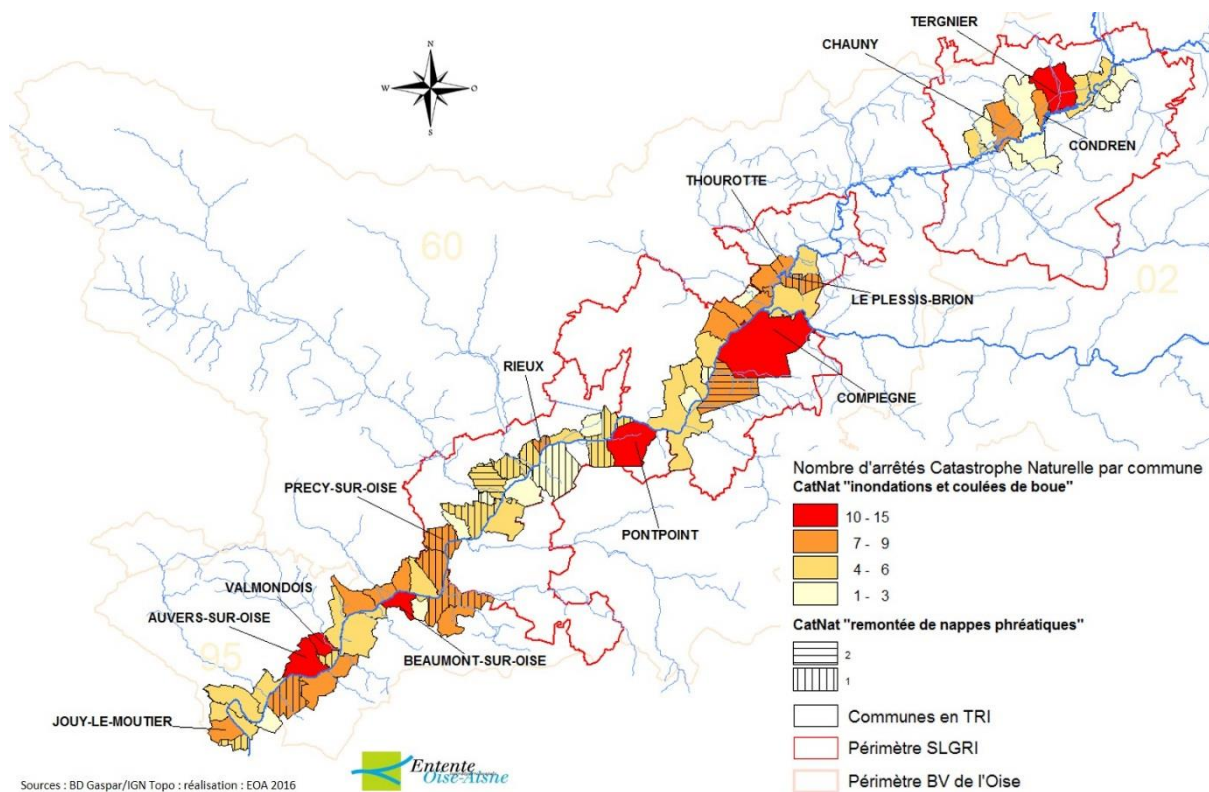 TERGNIER
CHAUNY
N
W
O
S
CONDREN
THOUROTTE
60
02
LE PLESSIS-BRION
RIEUX
COMPIEGNE
Nombre d'arrêtés Catastrophe Naturelle par commune
CatNat "inondations et coulées de boue"
10 - 15
7 - 9
4 - 6
1 - 3
PRECY-SUR-OISE
PONTPOINT
VALMONDOIS
AUVERS-SUR-OISE
95
BEAUMONT-SUR-OISE
JOUY-LE-MOUTIER
CatNat "remontée de nappes phréatiques"
2
1
Communes en TRI
Périmètre SLGRI
Périmètre BV de l'Oise
Entente
Oise-Aisne
Sources : BD Gaspar/IGN Topo : réalisation : EOA 2016